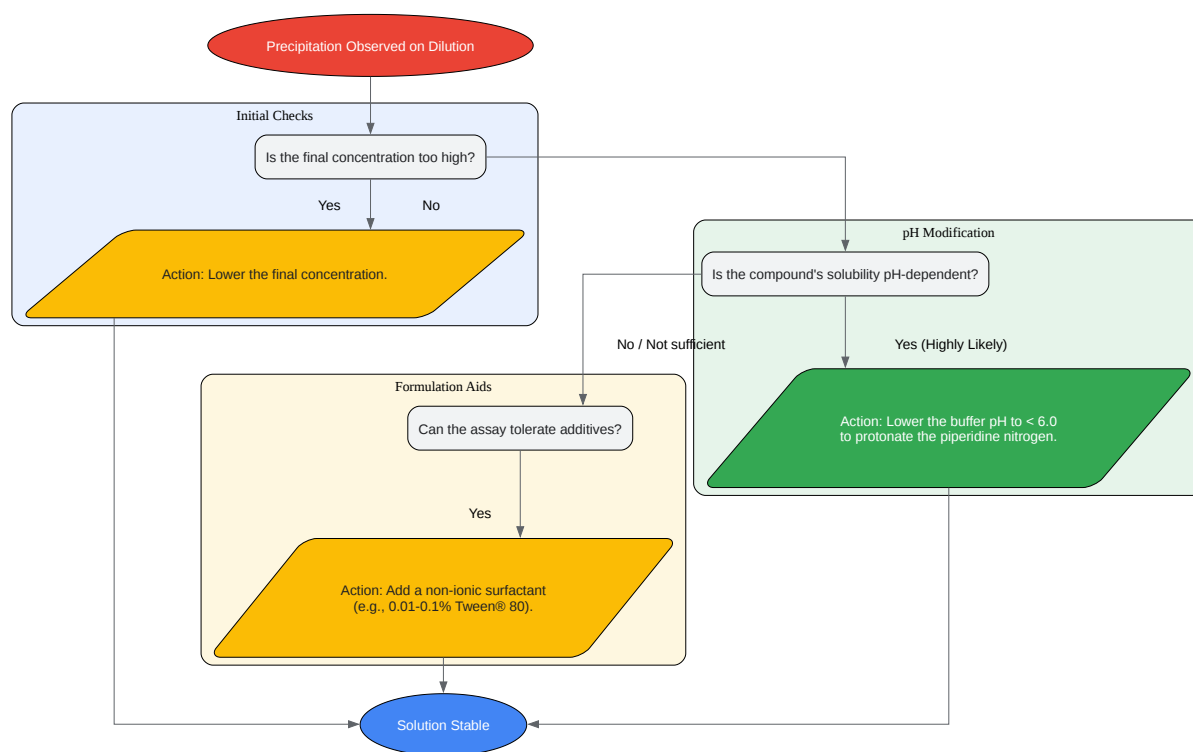 Precipitation Observed on Dilution
Initial Checks
Is the final concentration too high?
Yes
No
Action: Lower the final concentration.
pH Modification
Is the compound's solubility pH-dependent?
No / Not sufficient
Yes (Highly Likely)
Action: Lower the buffer pH to < 6.0
to protonate the piperidine nitrogen.
Formulation Aids
Can the assay tolerate additives?
Yes
Action: Add a non-ionic surfactant
(e.g., 0.01-0.1% Tween® 80).
Solution Stable